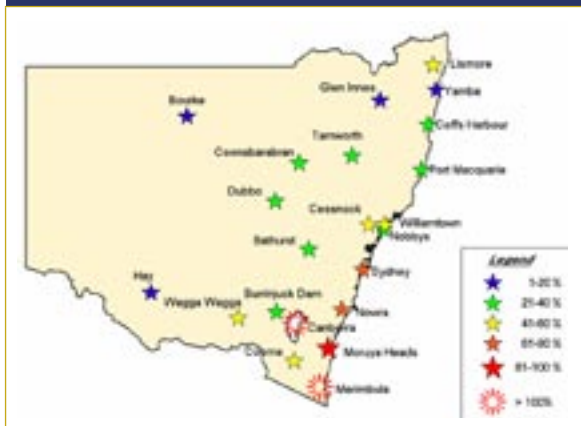 Lismore
Glen Innes
Yamba
Bourke
Coffs Harbour
Tamworth
Coonabarabran
Port Macquarie
Dubbo
Cessnock
Williamtown
Nobbys
Bathurst
Legend
Sydney
Hay
1-20 %
Burrinjuck Dam
21-40 %
Wagga Wagga
Nowra
41-60 %
Canberra
61-80 %
Cooma
Moruya Heads
81-100 %
Merimbula
> 100%